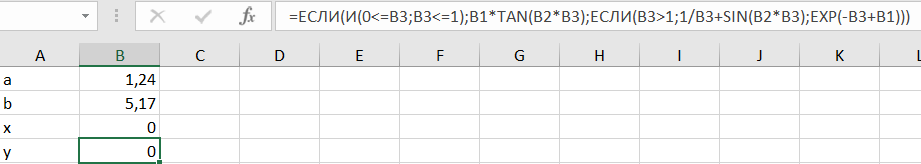 fx =ЕСЛИ(И(0<=B3;B3<=1);B1*TAN(B2*B3);ЕСЛИ(B3>1;1/B3+SIN(B2*B3);EXP(-B3+B1)))
A B C D E F G H I J K L
a 1,24
b 5,17
x 0
y 0